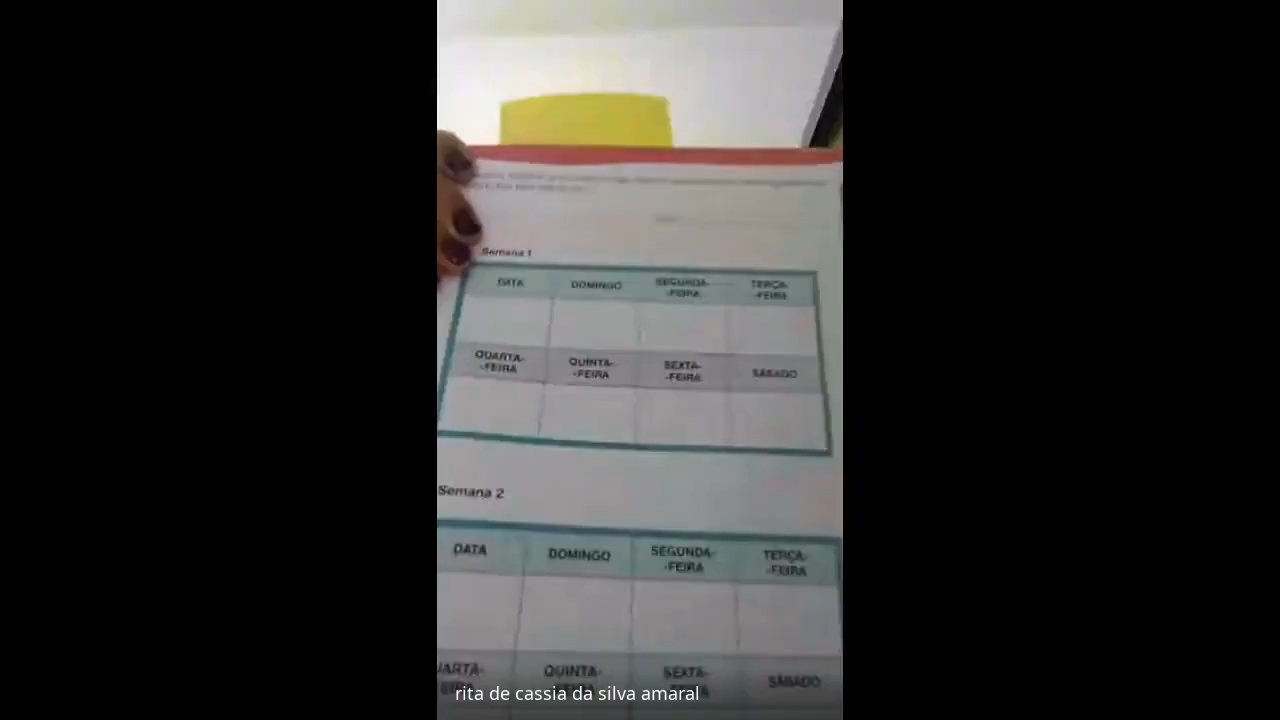 Semana 1
DATA DOMINGO SEGUNDA- TERÇA-
-FEIRA -FEIRA
QUARTA- QUINTA- SEXTA- SÁBADO
-FEIRA -FEIRA -FEIRA
Semana 2
DATA DOMINGO SEGUNDA- TERÇA-
-FEIRA -FEIRA
UARTA- QUINTA- SEXTA- SÁBADO
rita de cassia da silva amaral